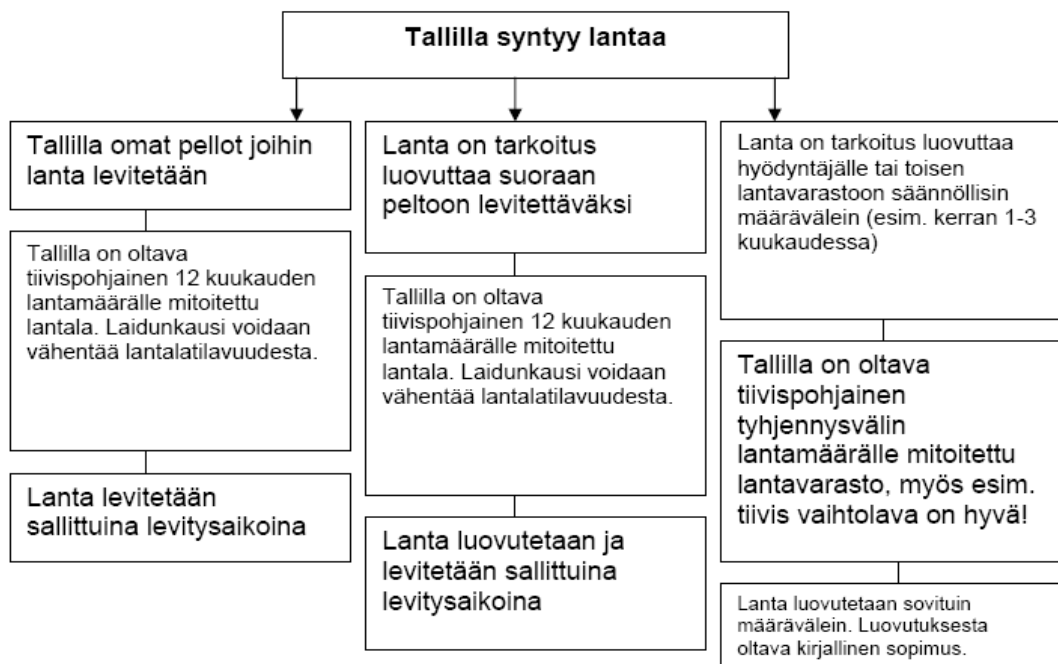 Tallilla syntyy lantaa
Tallilla omat pellot joihin
lanta levitetään
Tallilla on oltava
tiivispohjainen 12 kuukauden
lantamäärälle mitoitettu
lantala. Laidunkausi voidaan
vähentää lantalatilavuudesta.
Lanta levitetään
sallittuina levitysaikoina
Lanta on tarkoitus
luovuttaa suoraan
peltoon levitettäväksi
Tallilla on oltava
tiivispohjainen 12 kuukauden
lantamäärälle mitoitettu
lantala. Laidunkausi voidaan
vähentää lantalatilavuudesta.
Lanta luovutetaan ja
levitetään sallittuina
levitysaikoina
Lanta on tarkoitus luovuttaa
hyödyntäjälle tai toisen
lantavarastoon säännöllisin
määrävälein (esim. kerran 1-3
kuukaudessa)
Tallilla on oltava
tiivispohjainen
tyhjennysvälin
lantamäärälle mitoitettu
lantavarasto, myös esim.
tiivis vaihtolava on hyvä!
Lanta luovutetaan sovituin
määrävälein. Luovutuksesta
oltava kirjallinen sopimus.